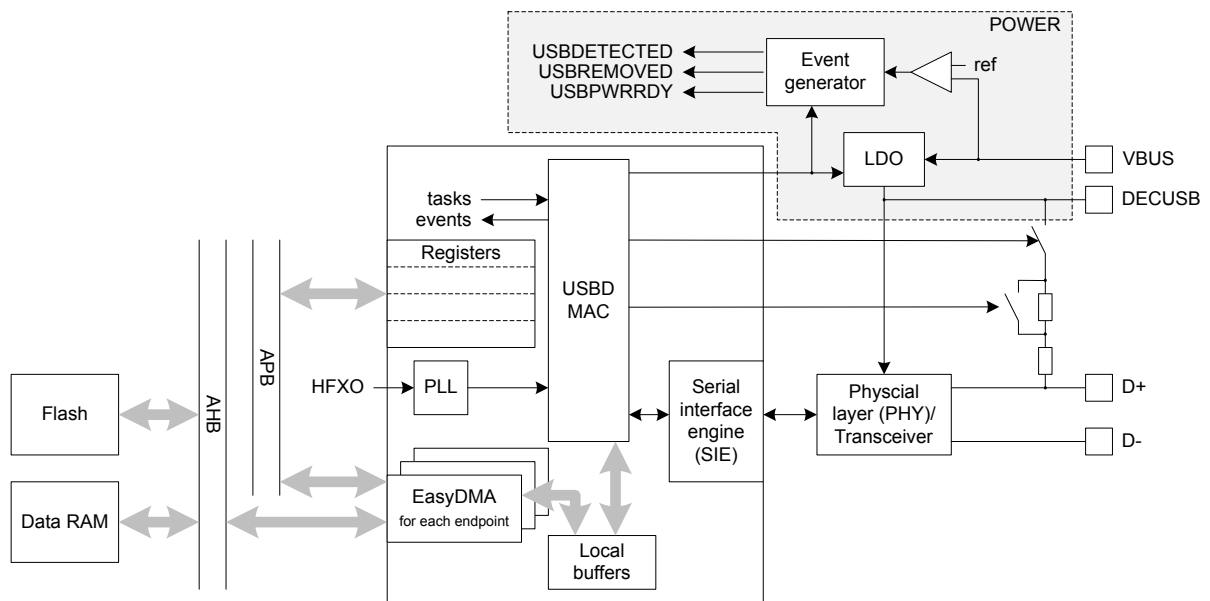 POWER
USBDETECTED
USBREMOVED
USBPWRRDY
Event
generator
ref
LDO
VBUS
DECUSB
tasks
events
Registers
USBD
MAC
HFXO
PLL
Serial
interface
engine
(SIE)
Physcial
layer (PHY)/
Transceiver
D+
D-
Flash
Data RAM
AHB
APB
EasyDMA
for each endpoint
Local
buffers